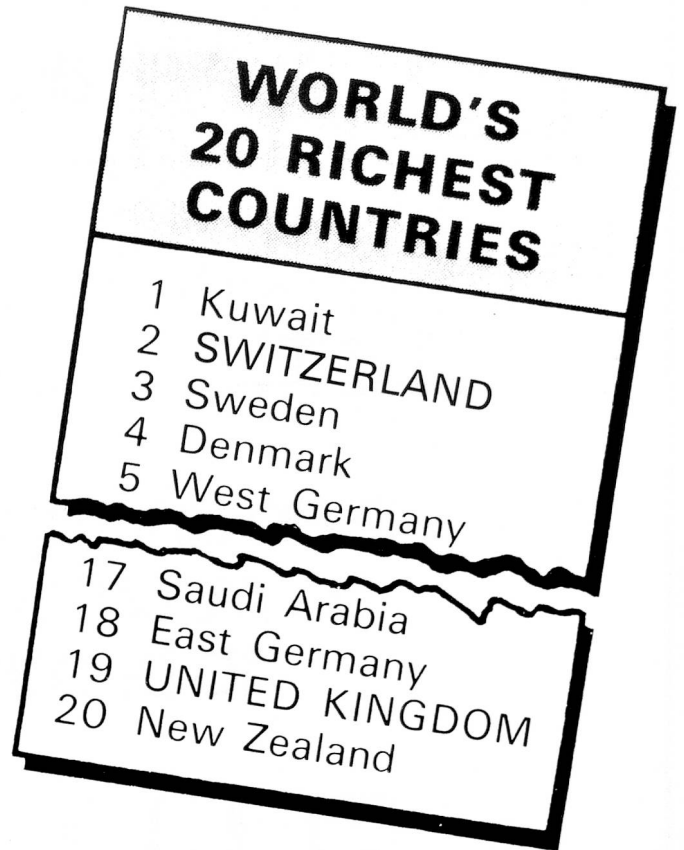 WORLD'S
20 RICHEST
COUNTRIES
1 Kuwait
2 SWITZERLAND
3 Sweden
4 Denmark
5 West Germany
17 Saudi Arabia
18 East Germany
19 UNITED KINGDOM
20 New Zealand